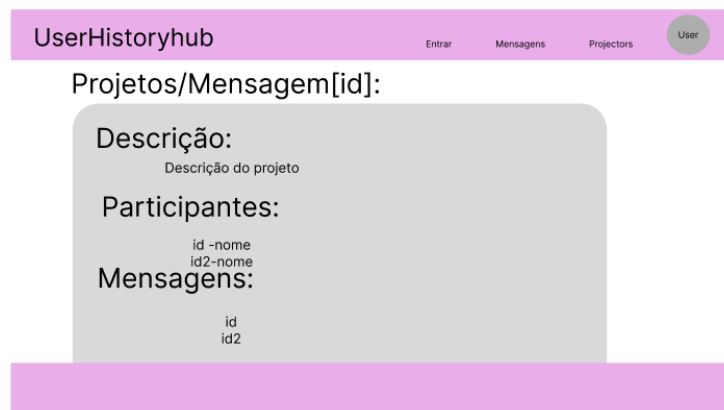 UserHistoryhub
Entrar
Mensagens
Projectors
User
Projetos/Mensagem[id]:
Descrição:
Descrição do projeto
Participantes:
id -nome
id2-nome
Mensagens:
id
id2